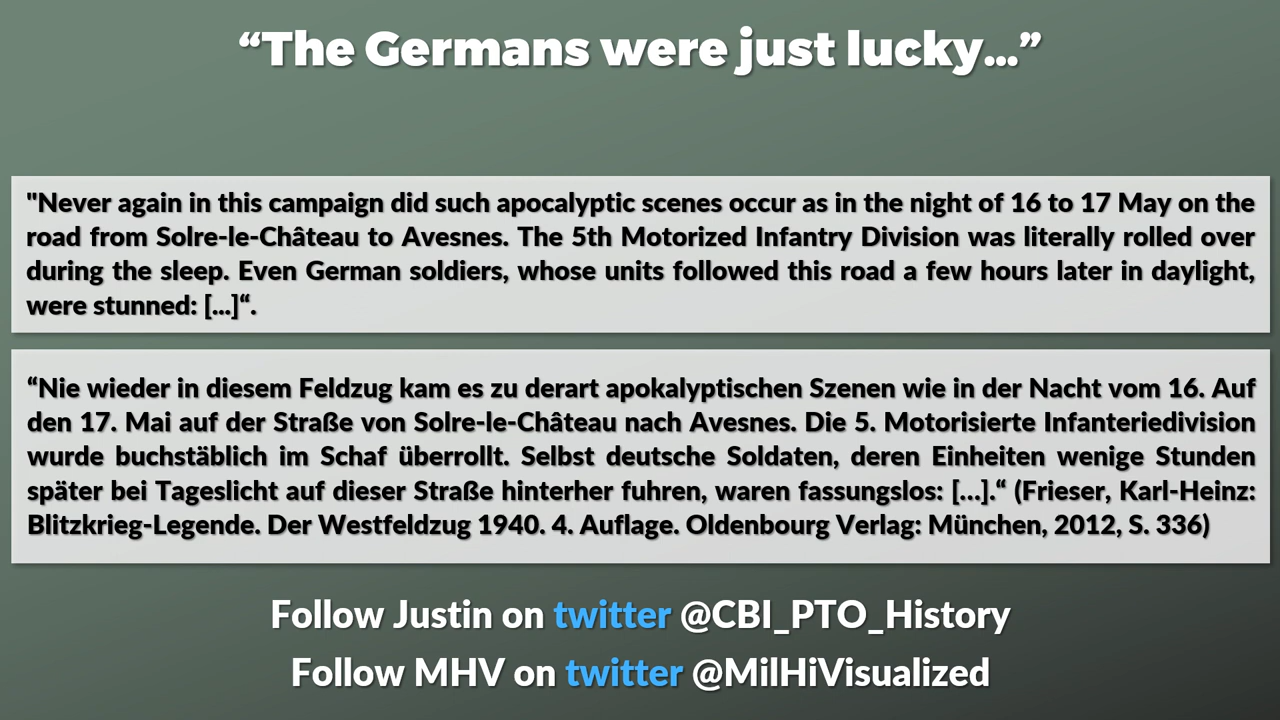 “The Germans were just lucky...”
"Never again in this campaign did such apocalyptic scenes occur as in the night of 16 to 17 May on the
road from Solre-le-Château to Avesnes. The 5th Motorized Infantry Division was literally rolled over
during the sleep. Even German soldiers, whose units followed this road a few hours later in daylight,
were stunned: [...]“.
“Nie wieder in diesem Feldzug kam es zu derart apokalyptischen Szenen wie in der Nacht vom 16. Auf
den 17. Mai auf der Straße von Solre-le-Château nach Avesnes. Die 5. Motorisierte Infanteriedivision
wurde buchstäblich im Schaf überrollt. Selbst deutsche Soldaten, deren Einheiten wenige Stunden
später bei Tageslicht auf dieser Straße hinterher fuhren, waren fassungslos: [...].“ (Frieser, Karl-Heinz:
Blitzkrieg-Legende. Der Westfeldzug 1940. 4. Auflage. Oldenbourg Verlag: München, 2012, S. 336)
Follow Justin on twitter @CBI_PTO_History
Follow MHV on twitter @MilHiVisualized